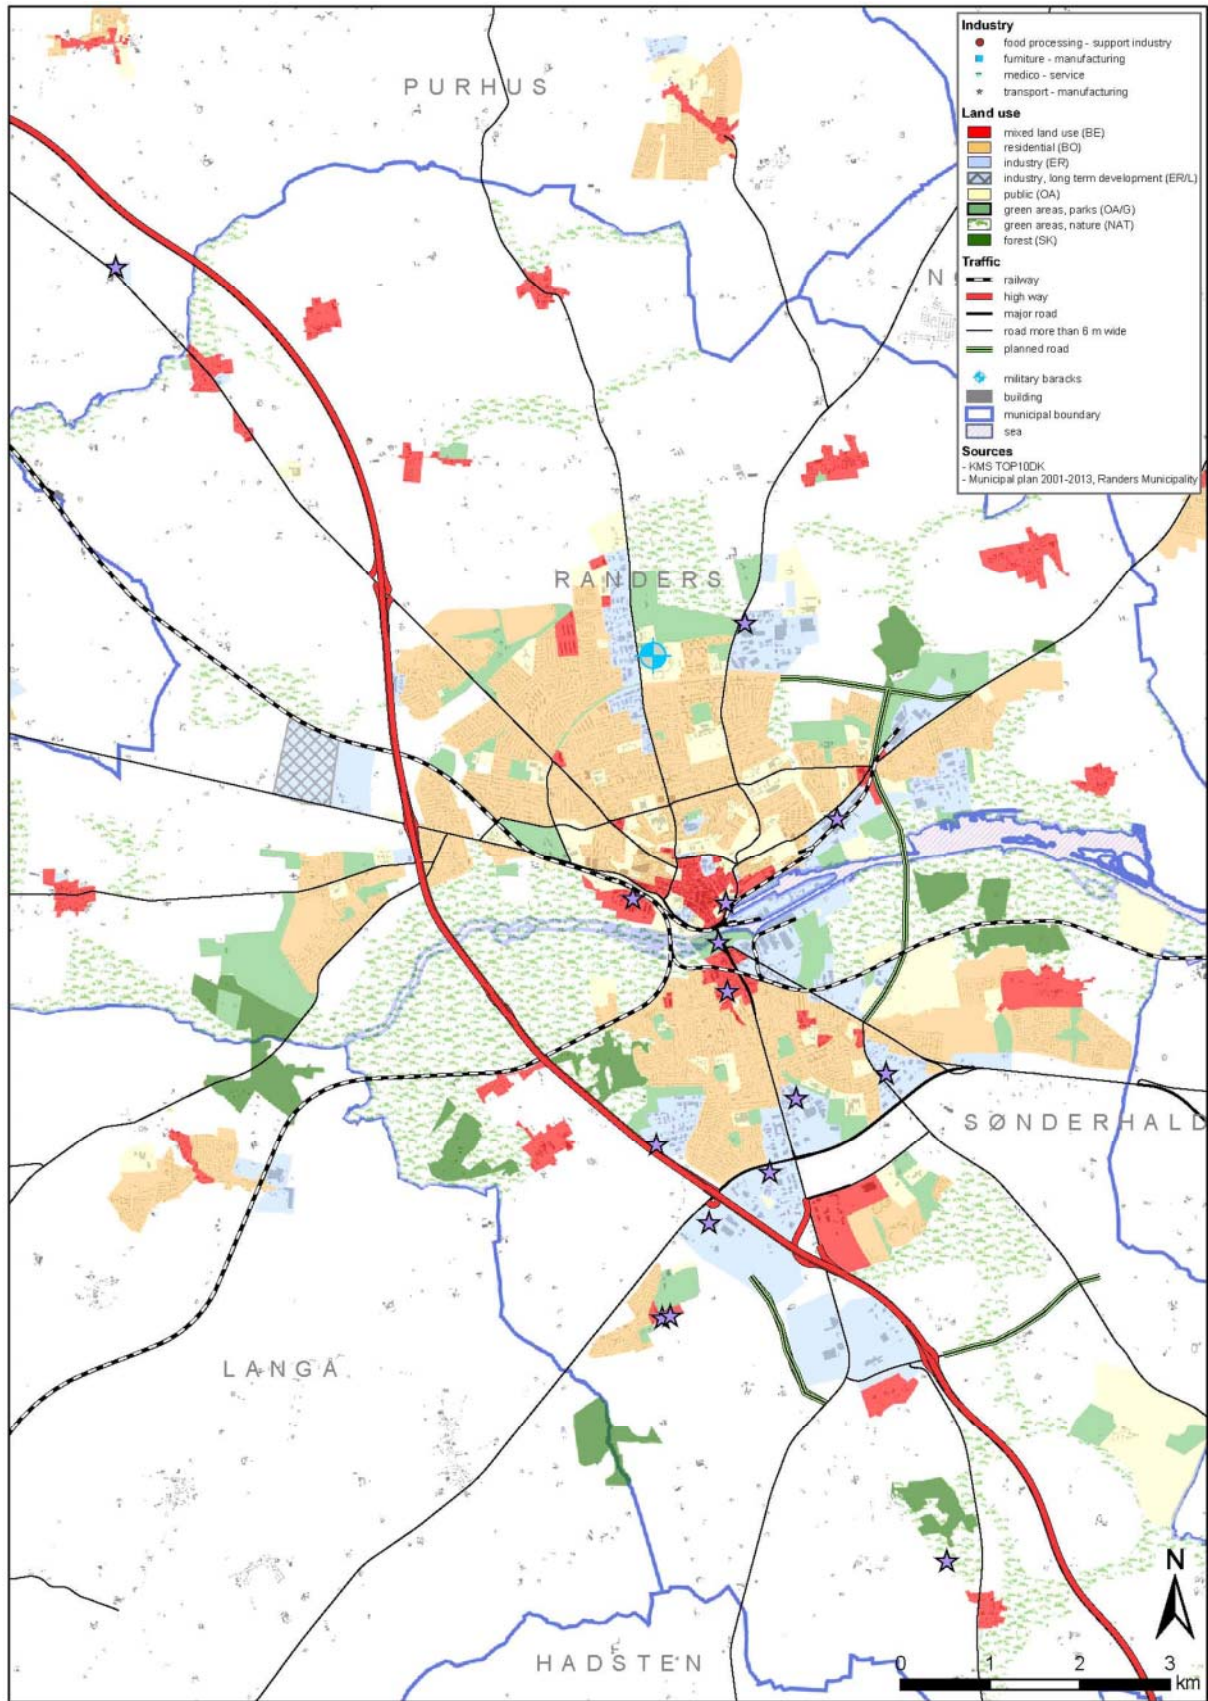 PURHUS
Industry
food processing - support industry
furniture - manufacturing
medico - service
transport - manufacturing
Land use
mixed land use (BE)
residential (BO)
industry (ER)
industry, long term development (ER/L)
public (OA)
green areas, parks (OA/G)
green areas, nature (NAT)
forest (SK)
Traffic
railway
high way
major road
road more than 6 m wide
planned road
military baracks
building
municipal boundary
sea
Sources
- KMS TOP10DK
- Municipal plan 2001-2013, Randers Municipality
RANDERS
SØNDERHALD
LANGÅ
HADSTEN
N
0 1 2 3
km